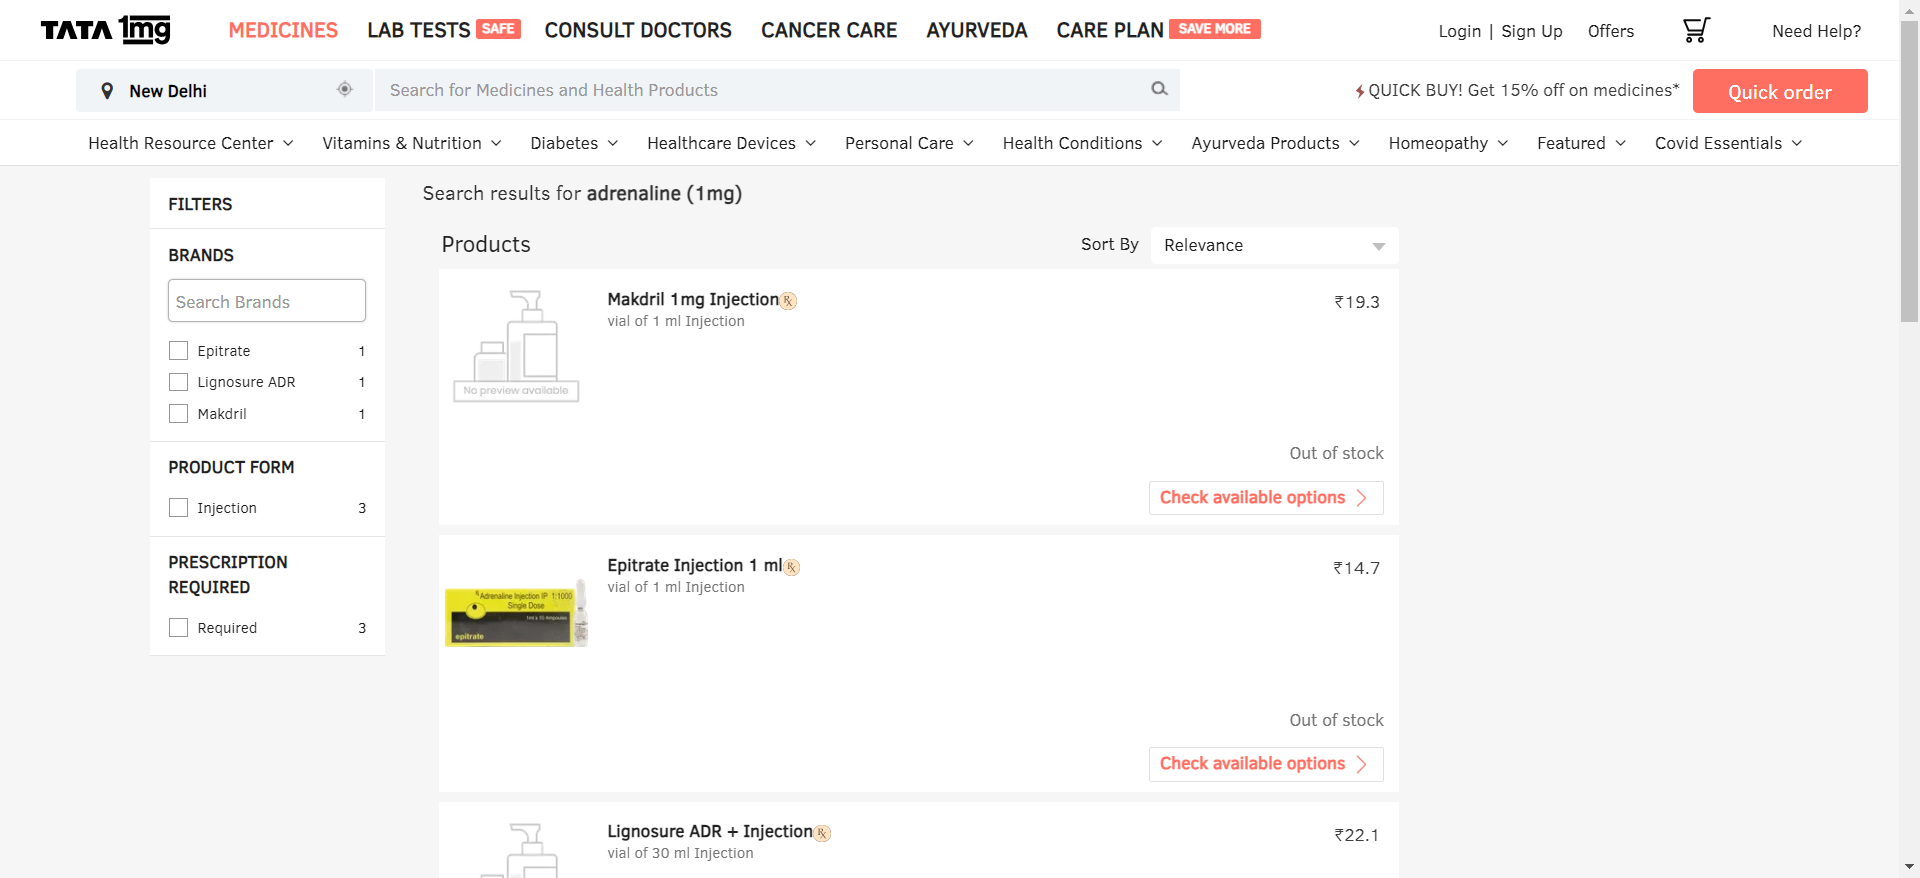 TATA 1mg
MEDICINES LAB TESTS SAFE CONSULT DOCTORS CANCER CARE AYURVEDA CARE PLAN SAVE MORE Login | Sign Up Offers Need Help?
New Delhi Search for Medicines and Health Products QUICK BUY! Get 15% off on medicines* Quick order
Health Resource Center Vitamins & Nutrition Diabetes Healthcare Devices Personal Care Health Conditions Ayurveda Products Homeopathy Featured Covid Essentials
FILTERS
BRANDS
Search Brands
Epitrate 1
Lignosure ADR 1
Makdril 1
PRODUCT FORM
Injection 3
PRESCRIPTION
REQUIRED
Required 3
Search results for adrenaline (1mg)
Products Sort By Relevance
Makdril 1mg Injection ₹19.3
vial of 1 ml Injection
No preview available
Out of stock
Check available options
Epitrate Injection 1 ml ₹14.7
vial of 1 ml Injection
Adrenaline Injection IP 1:1000
Single Dose
1ml x 10 Ampoules
epitrate
Out of stock
Check available options
Lignosure ADR + Injection ₹22.1
vial of 30 ml Injection